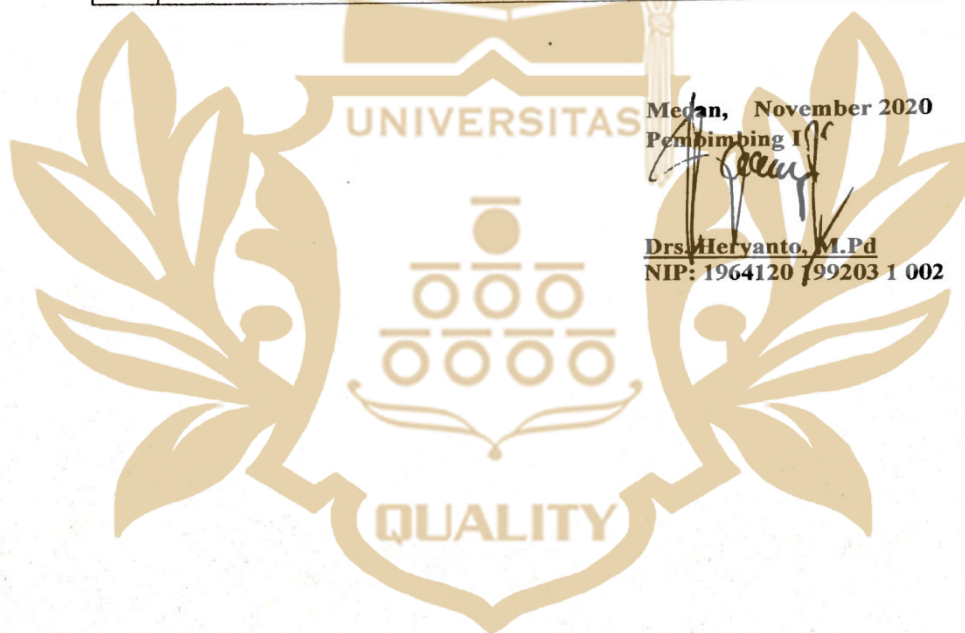 UNIVERSITAS
Medan, November 2020
Pembimbing I
Drs. Heryanto, M.Pd
NIP: 1964120 199203 1 002
QUALITY